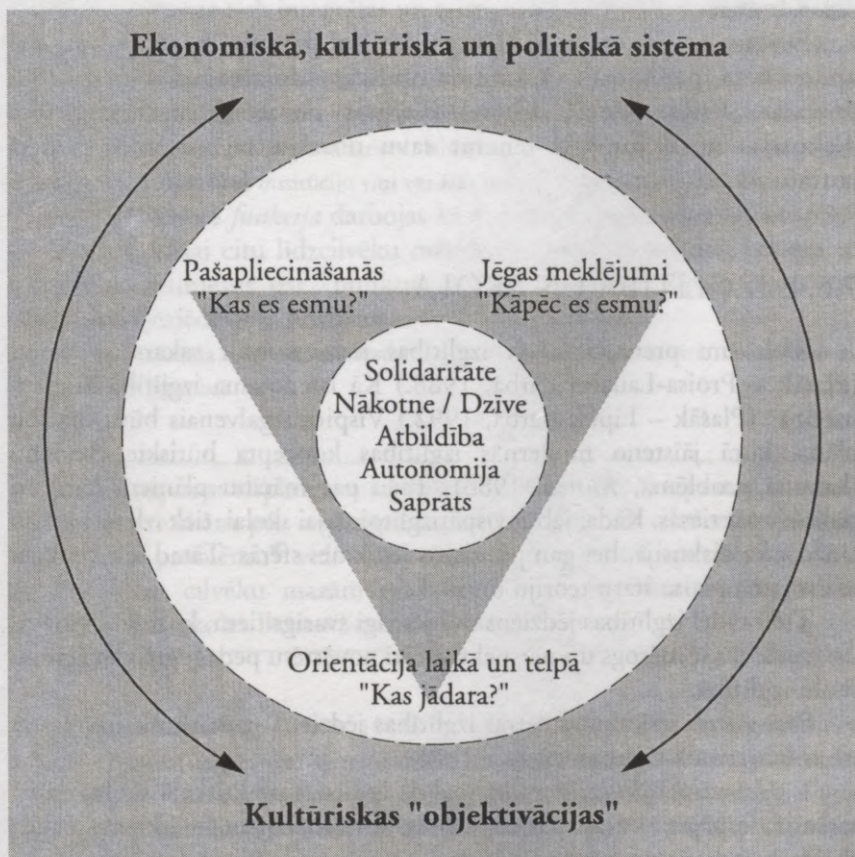 Ekonomiskā, kultūriskā un politiskā sistēma
Pašapliecināšanās
"Kas es esmu?"
Jēgas meklējumi
"Kāpēc es esmu?"
Solidaritāte
Nākotne / Dzīve
Atbildība
Autonomija
Saprāts
Orientācija laikā un telpā
"Kas jādara?"
Kultūriskas "objektivācijas"